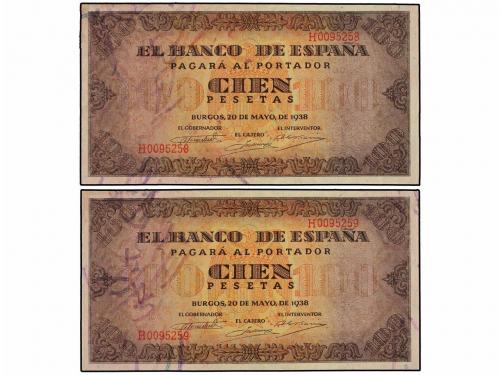 H0095258
EL BANCO DE ESPAÑA
PAGARÁ AL PORTADOR
CIEN
PESETAS
BURGOS, 20 DE MAYO, DE 1938
EL GOBERNADOR EL CAJERO EL INTERVENTOR
H0095258
H0095259
EL BANCO DE ESPAÑA
PAGARÁ AL PORTADOR
CIEN
PESETAS
BURGOS, 20 DE MAYO, DE 1938
EL GOBERNADOR EL CAJERO EL INTERVENTOR
H0095259